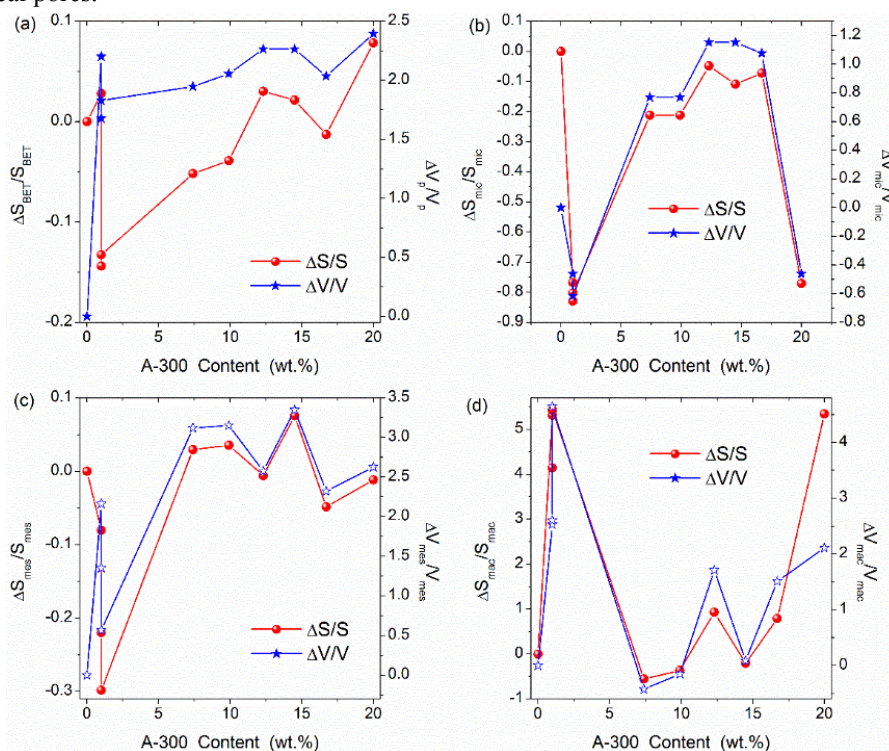 eal pores.
(a)
0.1
0.0
-0.1
-0.2
ΔS_BET/S_BET
2.5
2.0
1.5
1.0
0.5
0.0
ΔV_p/V_p
ΔS/S
ΔV/V
0 5 10 15 20
A-300 Content (wt.%)
(b)
0.1
0.0
-0.1
-0.2
-0.3
-0.4
-0.5
-0.6
-0.7
-0.8
-0.9
ΔS_mic/S_mic
1.2
1.0
0.8
0.6
0.4
0.2
0.0
-0.2
-0.4
-0.6
-0.8
ΔV_mic/V_mic
ΔS/S
ΔV/V
0 5 10 15 20
A-300 Content (wt.%)
(c)
0.1
0.0
-0.1
-0.2
-0.3
ΔS_mes/S_mes
3.5
3.0
2.5
2.0
1.5
1.0
0.5
0.0
ΔV_mes/V_mes
ΔS/S
ΔV/V
0 5 10 15 20
A-300 Content (wt.%)
(d)
5
4
3
2
1
0
-1
ΔS_mac/S_mac
4
3
2
1
0
ΔV_mac/V_mac
ΔS/S
ΔV/V
0 5 10 15 20
A-300 Content (wt.%)